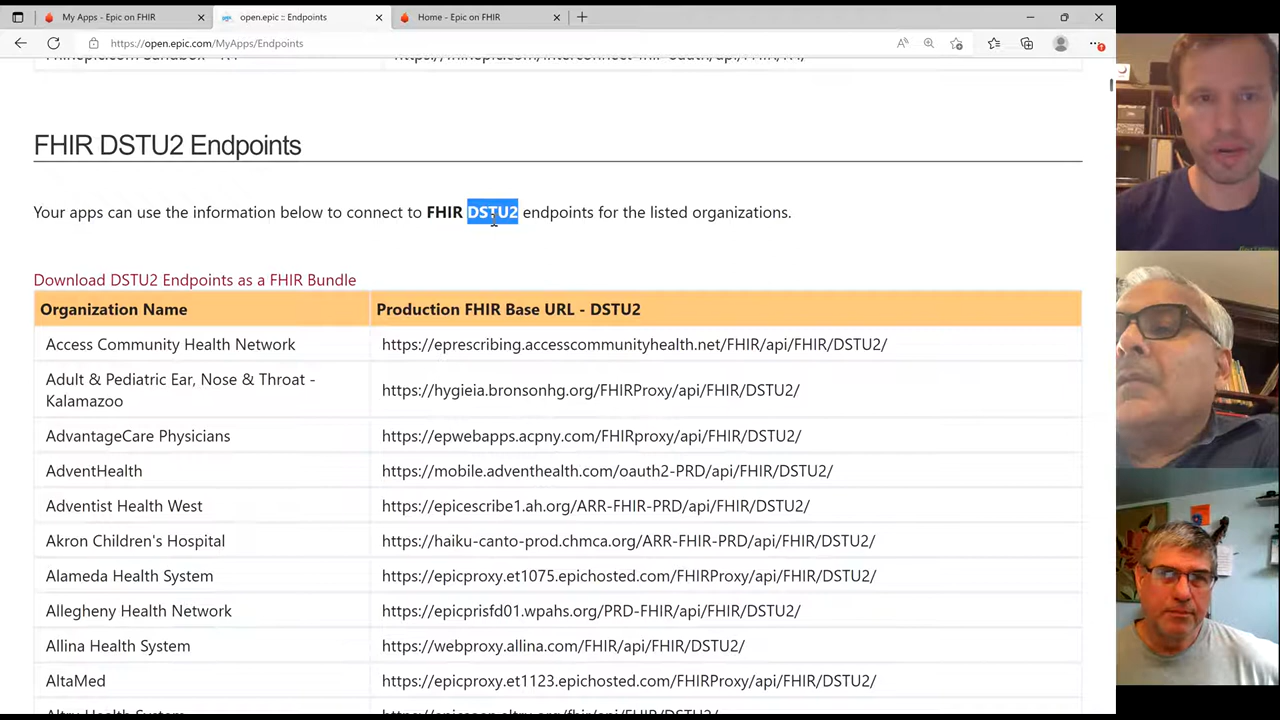 My Apps - Epic on FHIR
open.epic :: Endpoints
Home - Epic on FHIR
https://open.epic.com/MyApps/Endpoints
FHIR DSTU2 Endpoints
Your apps can use the information below to connect to FHIR DSTU2 endpoints for the listed organizations.
Download DSTU2 Endpoints as a FHIR Bundle
Organization Name Production FHIR Base URL - DSTU2
Access Community Health Network https://eprescribing.accesscommunityhealth.net/FHIR/api/FHIR/DSTU2/
Adult & Pediatric Ear, Nose & Throat -
Kalamazoo
https://hygieia.bronsonhg.org/FHIRProxy/api/FHIR/DSTU2/
AdvantageCare Physicians https://epwebapps.acpny.com/FHIRproxy/api/FHIR/DSTU2/
AdventHealth https://mobile.adventhealth.com/oauth2-PRD/api/FHIR/DSTU2/
Adventist Health West https://epicescribe1.ah.org/ARR-FHIR-PRD/api/FHIR/DSTU2/
Akron Children's Hospital https://haiku-canto-prod.chmca.org/ARR-FHIR-PRD/api/FHIR/DSTU2/
Alameda Health System https://epicproxy.et1075.epichosted.com/FHIRProxy/api/FHIR/DSTU2/
Allegheny Health Network https://epicprisfd01.wpahs.org/PRD-FHIR/api/FHIR/DSTU2/
Allina Health System https://webproxy.allina.com/FHIR/api/FHIR/DSTU2/
AltaMed https://epicproxy.et1123.epichosted.com/FHIRProxy/api/FHIR/DSTU2/